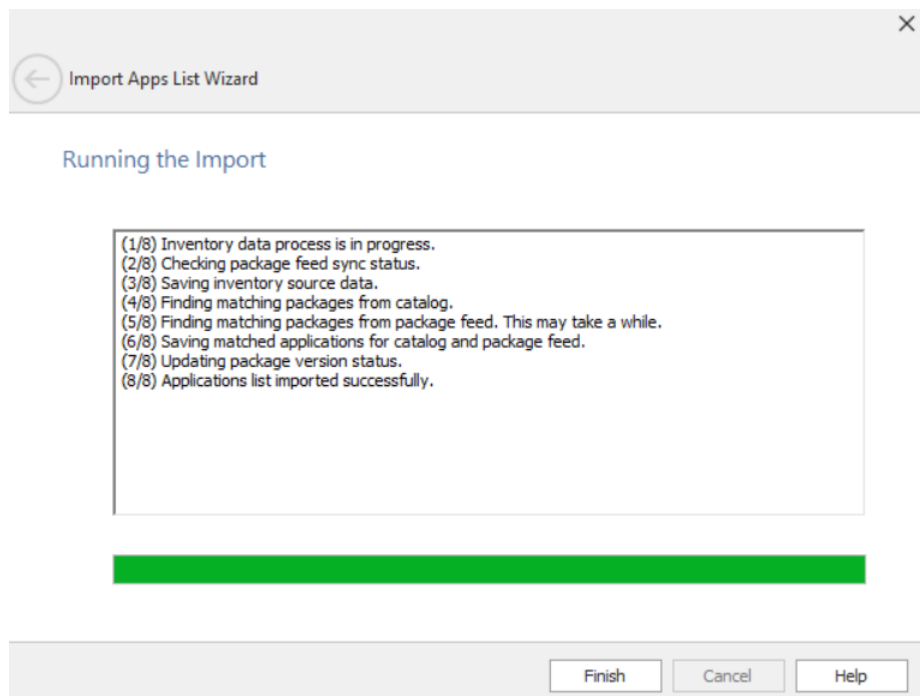 Import Apps List Wizard
Running the Import
(1/8) Inventory data process is in progress.
(2/8) Checking package feed sync status.
(3/8) Saving inventory source data.
(4/8) Finding matching packages from catalog.
(5/8) Finding matching packages from package feed. This may take a while.
(6/8) Saving matched applications for catalog and package feed.
(7/8) Updating package version status.
(8/8) Applications list imported successfully.
Finish
Cancel
Help